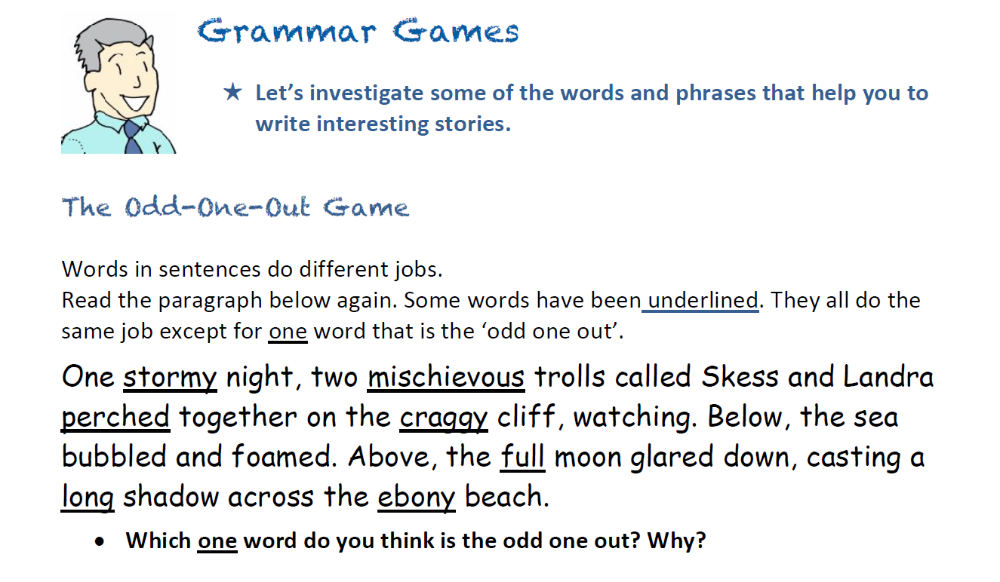 Grammar Games
★ Let’s investigate some of the words and phrases that help you to
write interesting stories.
The Odd-One-Out Game
Words in sentences do different jobs.
Read the paragraph below again. Some words have been underlined. They all do the
same job except for one word that is the ‘odd one out’.
One stormy night, two mischievous trolls called Skess and Landra
perched together on the craggy cliff, watching. Below, the sea
bubbled and foamed. Above, the full moon glared down, casting a
long shadow across the ebony beach.
• Which one word do you think is the odd one out? Why?